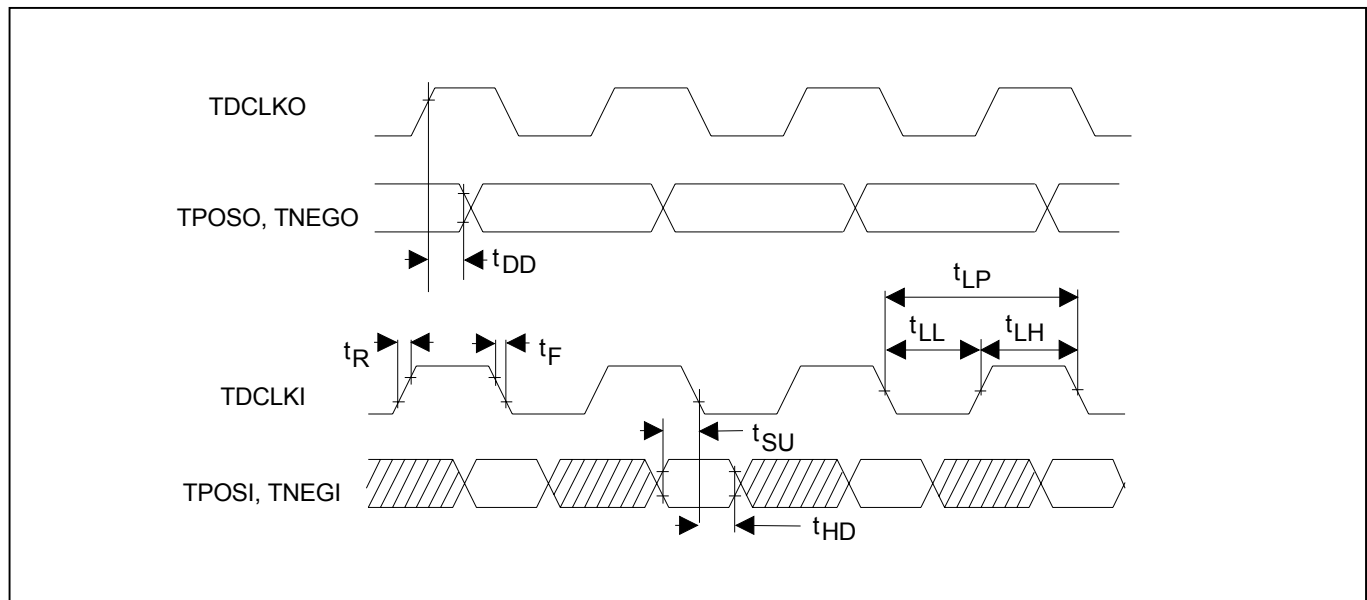 TDCLKO
TPOSO, TNEGO
tDD
tLP
tLL
tLH
tR
tF
TDCLKI
tSU
TPOSI, TNEGI
tHD